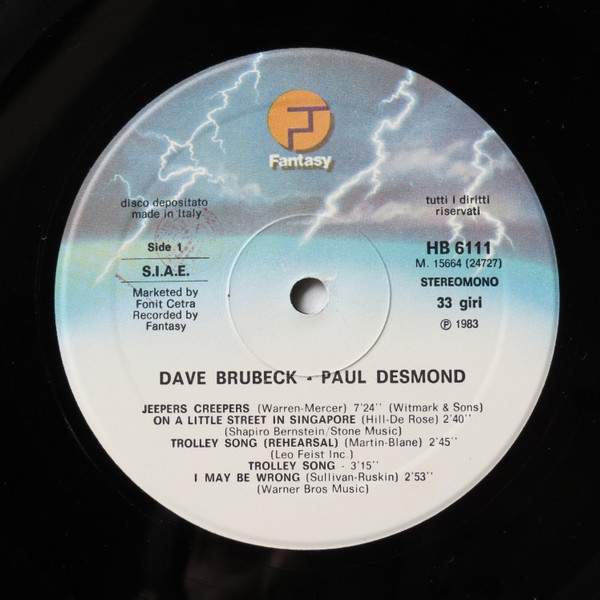 Fantasy
disco depositato
made in Italy
tutti i diritti
riservati
Side 1
S.I.A.E.
Marketed by
Fonit Cetra
Recorded by
Fantasy
HB 6111
M. 15664 (24727)
STEREOMONO
33 giri
℗ 1983
DAVE BRUBECK - PAUL DESMOND
JEEPERS CREEPERS (Warren-Mercer) 7'24'' (Witmark & Sons)
ON A LITTLE STREET IN SINGAPORE (Hill-De Rose) 2'40''
(Shapiro Bernstein/Stone Music)
TROLLEY SONG (REHEARSAL) (Martin-Blane) 2'45''
(Leo Feist Inc.)
TROLLEY SONG - 3'15''
I MAY BE WRONG (Sullivan-Ruskin) 2'53''
(Warner Bros Music)